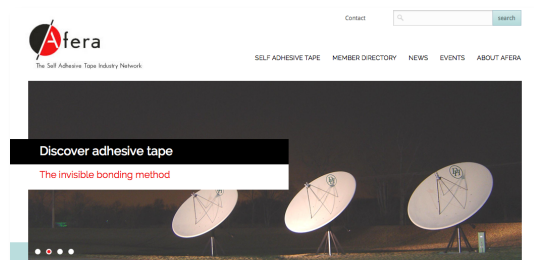 Contact
search
Afera
The Self Adhesive Tape Industry Network
SELF ADHESIVE TAPE MEMBER DIRECTORY NEWS EVENTS ABOUT AFERA
Discover adhesive tape
The invisible bonding method